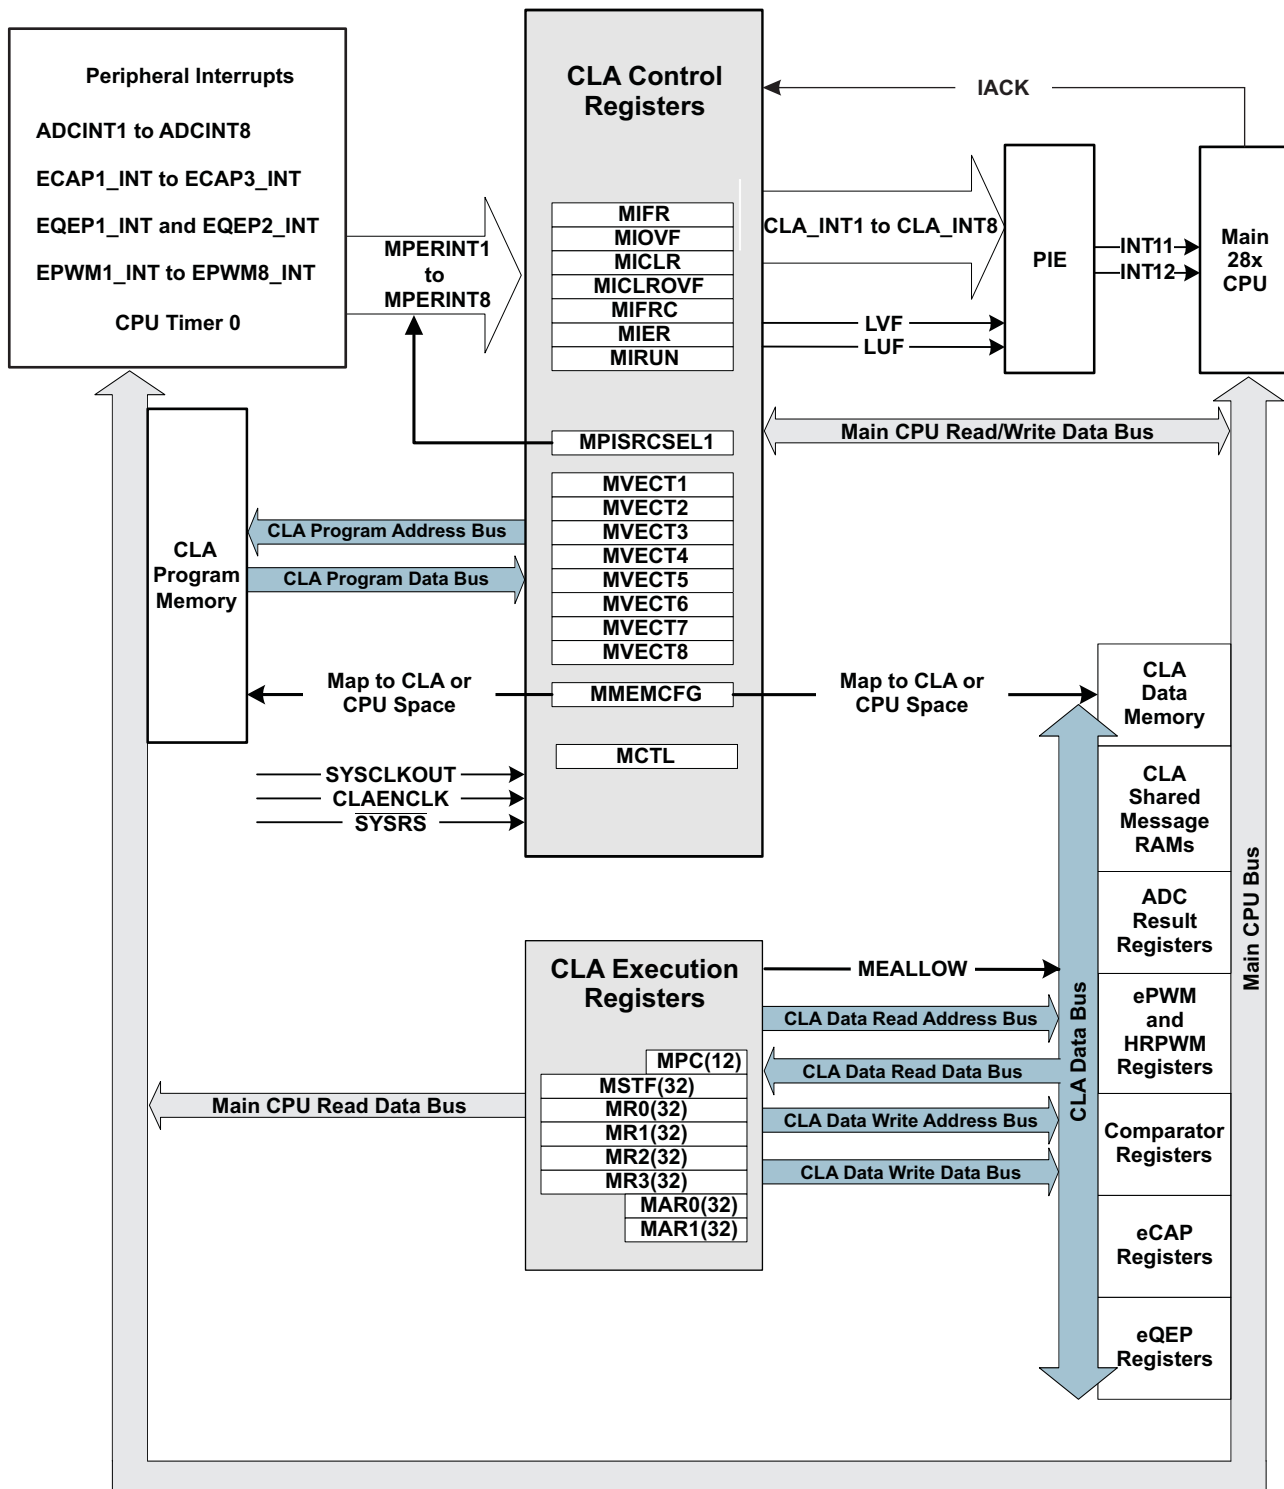 Peripheral Interrupts
ADCINT1 to ADCINT8
ECAP1_INT to ECAP3_INT
EQEP1_INT and EQEP2_INT
EPWM1_INT to EPWM8_INT
CPU Timer 0
MPERINT1
to
MPERINT8
CLA Control
Registers
MIFR
MIOVF
MICLR
MICLROVF
MIFRC
MIER
MIRUN
MPISRCSEL1
MVECT1
MVECT2
MVECT3
MVECT4
MVECT5
MVECT6
MVECT7
MVECT8
MMEMCFG
MCTL
IACK
CLA_INT1 to CLA_INT8
LVF
LUF
PIE
INT11
INT12
Main
28x
CPU
Main CPU Read/Write Data Bus
CLA Program Address Bus
CLA Program Data Bus
CLA
Program
Memory
Map to CLA or
CPU Space
Map to CLA or
CPU Space
SYSCLKOUT
CLAENCLK
SYSRS
CLA
Data
Memory
CLA
Shared
Message
RAMs
ADC
Result
Registers
ePWM
and
HRPWM
Registers
Comparator
Registers
eCAP
Registers
eQEP
Registers
Main CPU Bus
CLA Data Bus
CLA Execution
Registers
MPC(12)
MSTF(32)
MR0(32)
MR1(32)
MR2(32)
MR3(32)
MAR0(32)
MAR1(32)
MEALLOW
CLA Data Read Address Bus
CLA Data Read Data Bus
CLA Data Write Address Bus
CLA Data Write Data Bus
Main CPU Read Data Bus